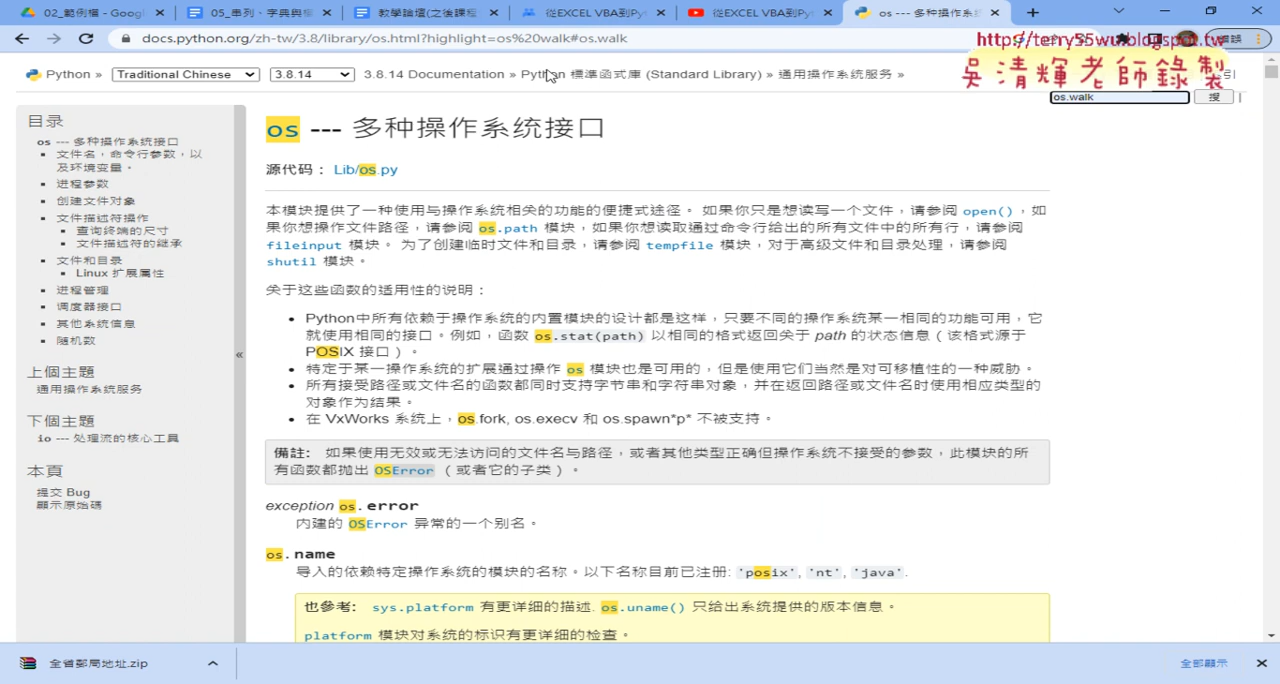 02_範例檔 - Googl
05_串列、字典與樹
教學論壇(之後課程
從EXCEL VBA到Py
從EXCEL VBA到Pyt
os --- 多种操作系
docs.python.org/zh-tw/3.8/library/os.html?highlight=os%20walk#os.walk
http://terry55wu.blogspot.tw
吳清輝老師錄製
Python » Traditional Chinese 3.8.14 3.8.14 Documentation » Python 標準函式庫 (Standard Library) » 通用操作系統服務 »
os.walk 搜 |
目录
os --- 多种操作系统接口
文件名，命令行参数，以
及环境变量。
进程参数
创建文件对象
文件描述符操作
查询终端的尺寸
文件描述符的继承
文件和目录
Linux 扩展属性
进程管理
调度器接口
其他系统信息
随机数
上個主題
通用操作系统服务
下個主題
io --- 处理流的核心工具
本頁
提交 Bug
顯示原始碼
«
os --- 多种操作系统接口
源代码： Lib/os.py
本模块提供了一种使用与操作系统相关的功能的便捷式途径。 如果你只是想读写一个文件，请参阅 open()，如
果你想操作文件路径，请参阅 os.path 模块，如果你想读取通过命令行给出的所有文件中的所有行，请参阅
fileinput 模块。 为了创建临时文件和目录，请参阅 tempfile 模块，对于高级文件和目录处理，请参阅
shutil 模块。
关于这些函数的适用性的说明：
Python中所有依赖于操作系统的内置模块的设计都是这样，只要不同的操作系统某一相同的功能可用，它
就使用相同的接口。例如，函数 os.stat(path) 以相同的格式返回关于 path 的状态信息（该格式源于
POSIX 接口）。
特定于某一操作系统的扩展通过操作 os 模块也是可用的，但是使用它们当然是对可移植性的一种威胁。
所有接受路径或文件名的函数都同时支持字节串和字符串对象，并在返回路径或文件名时使用相应类型的
对象作为结果。
在 VxWorks 系统上，os.fork, os.execv 和 os.spawn*p* 不被支持。
備註： 如果使用无效或无法访问的文件名与路径，或者其他类型正确但操作系统不接受的参数，此模块的所
有函数都抛出 OSError （或者它的子类）。
exception os.error
内建的 OSError 异常的一个别名。
os.name
导入的依赖特定操作系统的模块的名称。以下名称目前已注册: 'posix', 'nt', 'java'.
也參考： sys.platform 有更详细的描述. os.uname() 只给出系统提供的版本信息。
platform 模块对系统的标识有更详细的检查。
全省郵局地址.zip
全部顯示